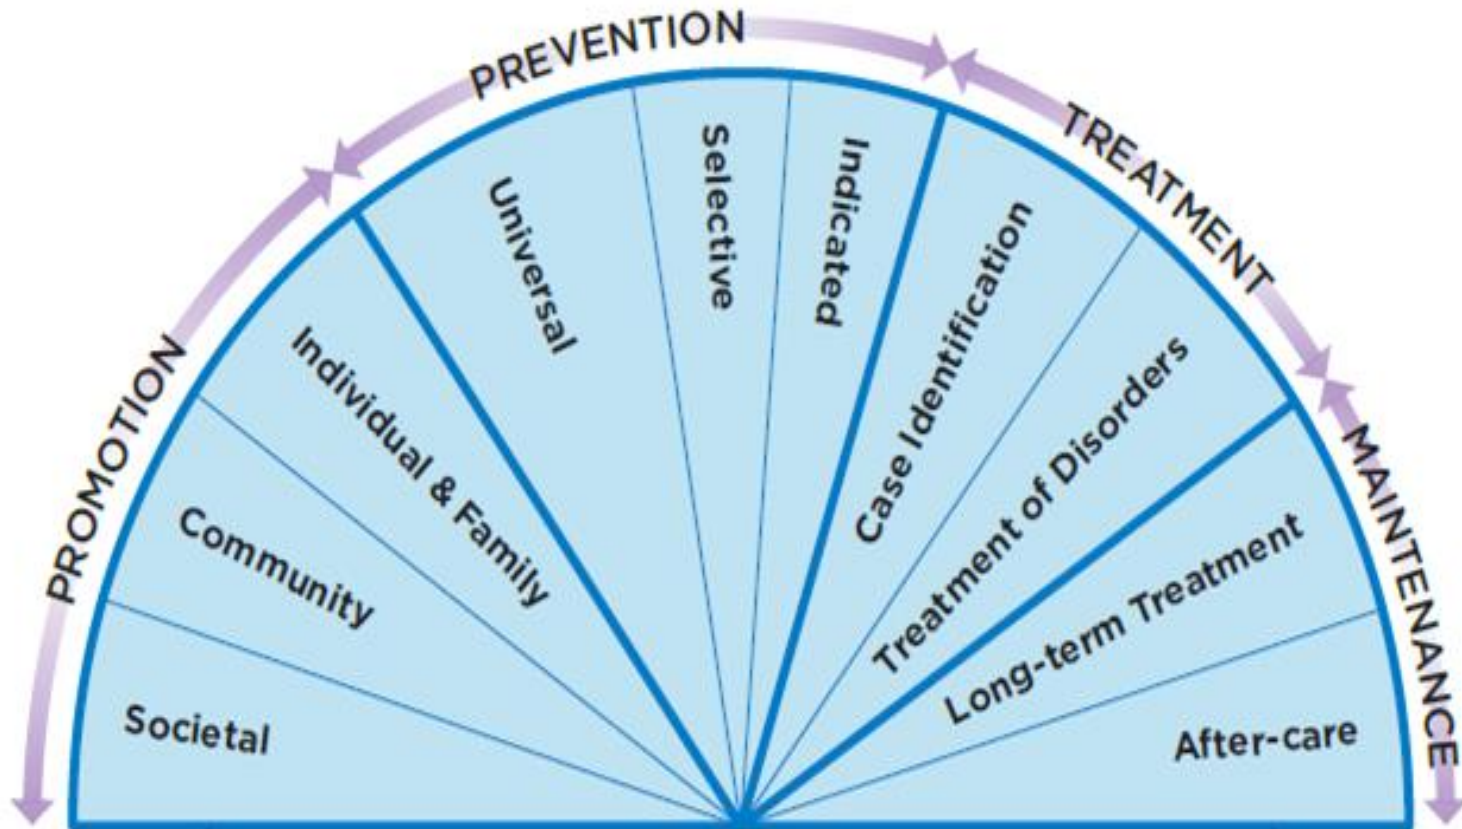 PROMOTION
PREVENTION
TREATMENT
MAINTENANCE
Societal
Community
Individual & Family
Universal
Selective
Indicated
Case Identification
Treatment of Disorders
Long-term Treatment
After-care